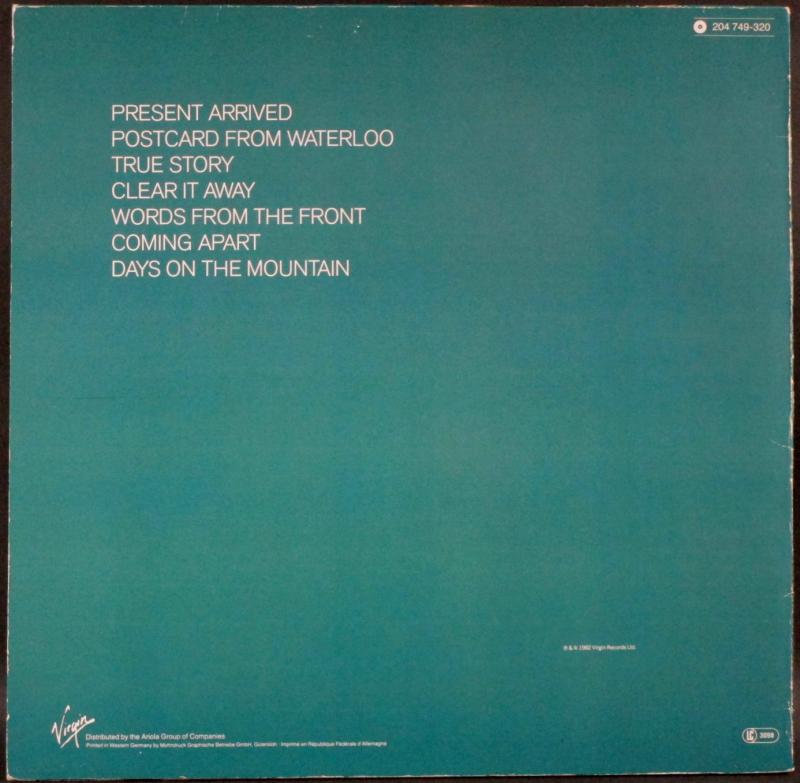 204 749-320
PRESENT ARRIVED
POSTCARD FROM WATERLOO
TRUE STORY
CLEAR IT AWAY
WORDS FROM THE FRONT
COMING APART
DAYS ON THE MOUNTAIN
℗ & © 1982 Virgin Records Ltd.
Virgin
Distributed by the Ariola Group of Companies
Printed in Western Germany by Mohndruck Graphische Betriebe GmbH, Gütersloh · Imprimé en République Fédérale d'Allemagne
LC 3098